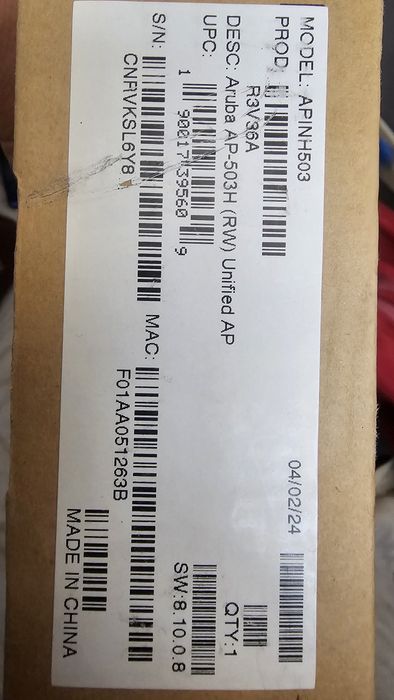 MODEL: APINH503
04/02/24
PROD:
R3V36A
QTY:1
DESC: Aruba AP-503H (RW) Unified AP
UPC:
1 90017 39560 9
SW:8.10.0.8
S/N:
CNRVKSL6Y8
MAC:
F01AA051263B
MADE IN CHINA